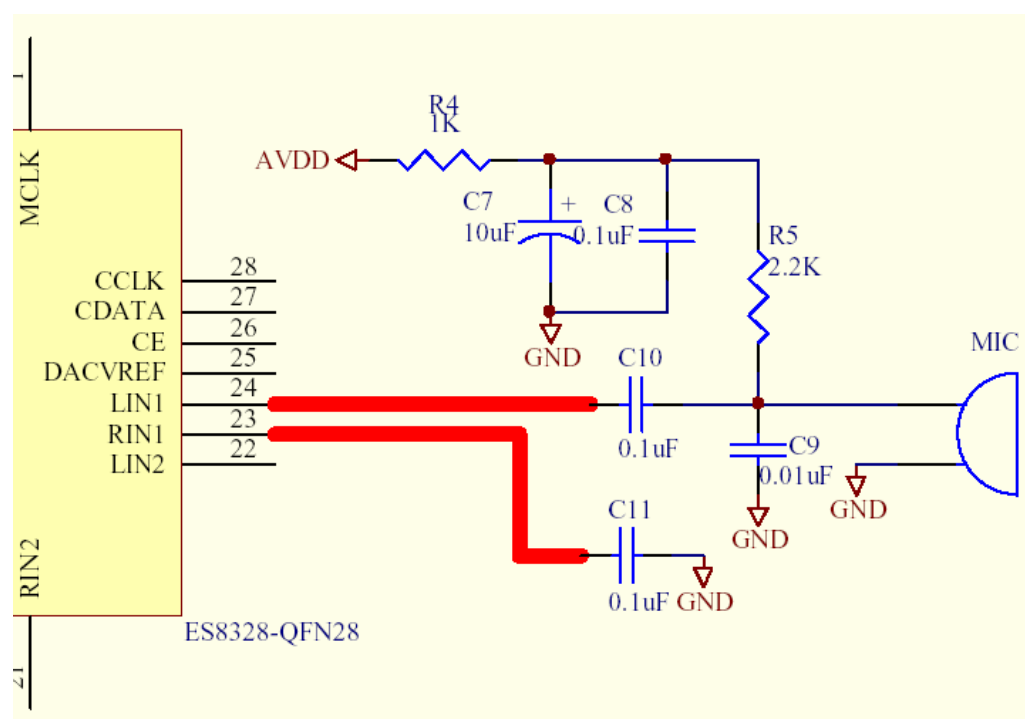 1
MCLK
R4
1K
AVDD
C7
+
10uF
C8
0.1uF
R5
2.2K
GND
CCLK 28
CDATA 27
CE 26
DACVREF 25
LIN1 24
RIN1 23
LIN2 22
C10
0.1uF
MIC
C9
0.01uF
GND
GND
C11
0.1uF
GND
RIN2
ES8328-QFN28
21